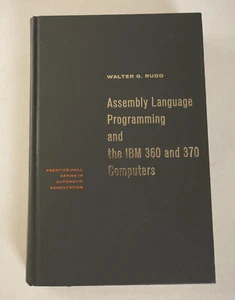 WALTER G. RUDD
Assembly Language
Programming
and
the IBM 360 and 370
Computers
PRENTICE-HALL
SERIES IN
AUTOMATIC
COMPUTATION